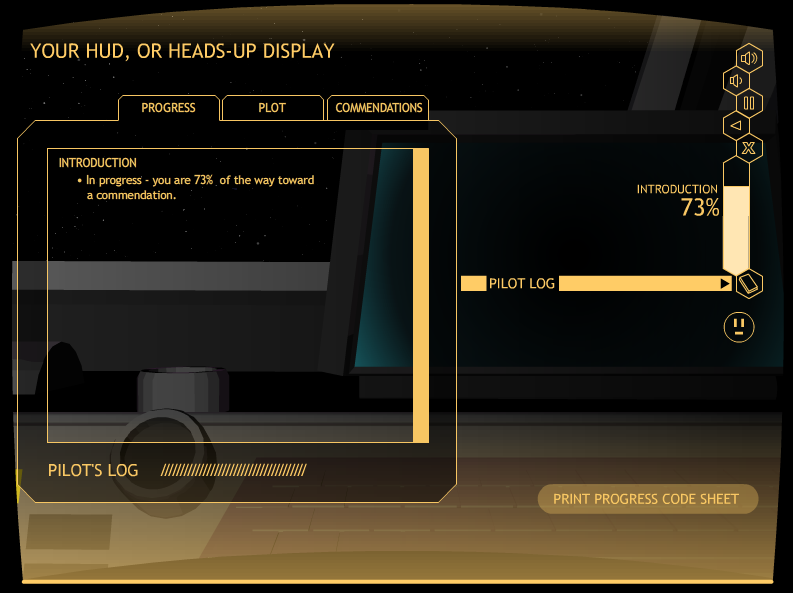 YOUR HUD, OR HEADS-UP DISPLAY
PROGRESS
PLOT
COMMENDATIONS
INTRODUCTION
• In progress - you are 73% of the way toward
a commendation.
INTRODUCTION
73%
PILOT LOG
PILOT'S LOG ////////////////////////////////////
PRINT PROGRESS CODE SHEET